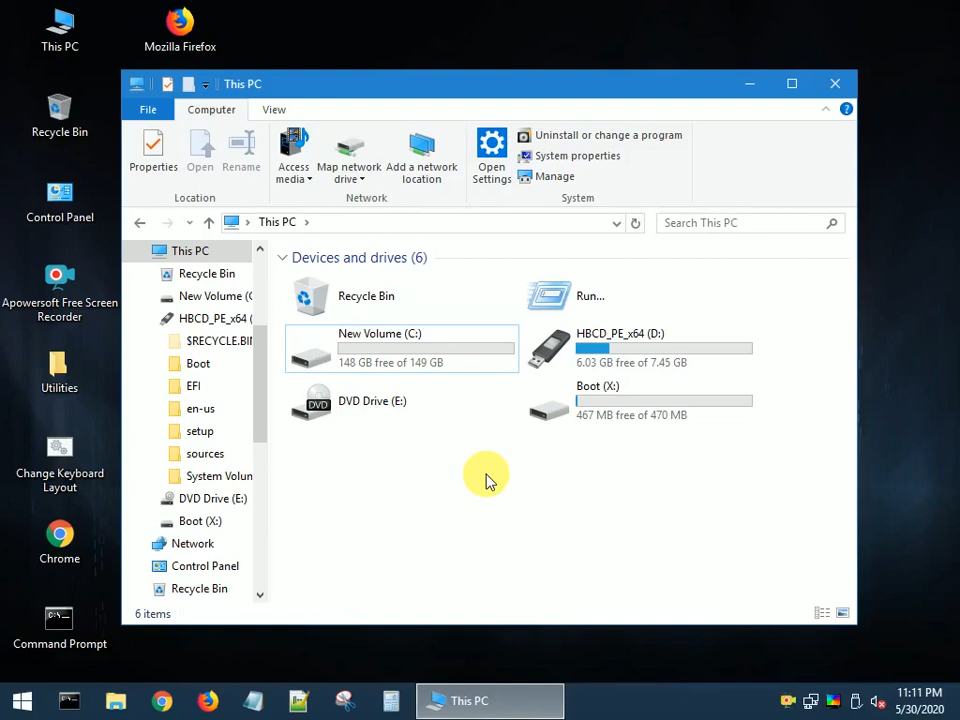 This PC
Mozilla Firefox
Recycle Bin
Control Panel
Apowersoft Free Screen
Recorder
Utilities
Change Keyboard
Layout
Chrome
Command Prompt
This PC
File
Computer
View
Properties
Open
Rename
Location
Access
media
Map network
drive
Add a network
location
Network
Open
Settings
Uninstall or change a program
System properties
Manage
System
This PC
Search This PC
This PC
Recycle Bin
New Volume (C
HBCD_PE_x64 (
$RECYCLE.BIN
Boot
EFI
en-us
setup
sources
System Volun
DVD Drive (E:)
Boot (X:)
Network
Control Panel
Recycle Bin
Devices and drives (6)
Recycle Bin
Run...
New Volume (C:)
148 GB free of 149 GB
HBCD_PE_x64 (D:)
6.03 GB free of 7.45 GB
DVD
DVD Drive (E:)
Boot (X:)
467 MB free of 470 MB
6 items
This PC
11:11 PM
5/30/2020